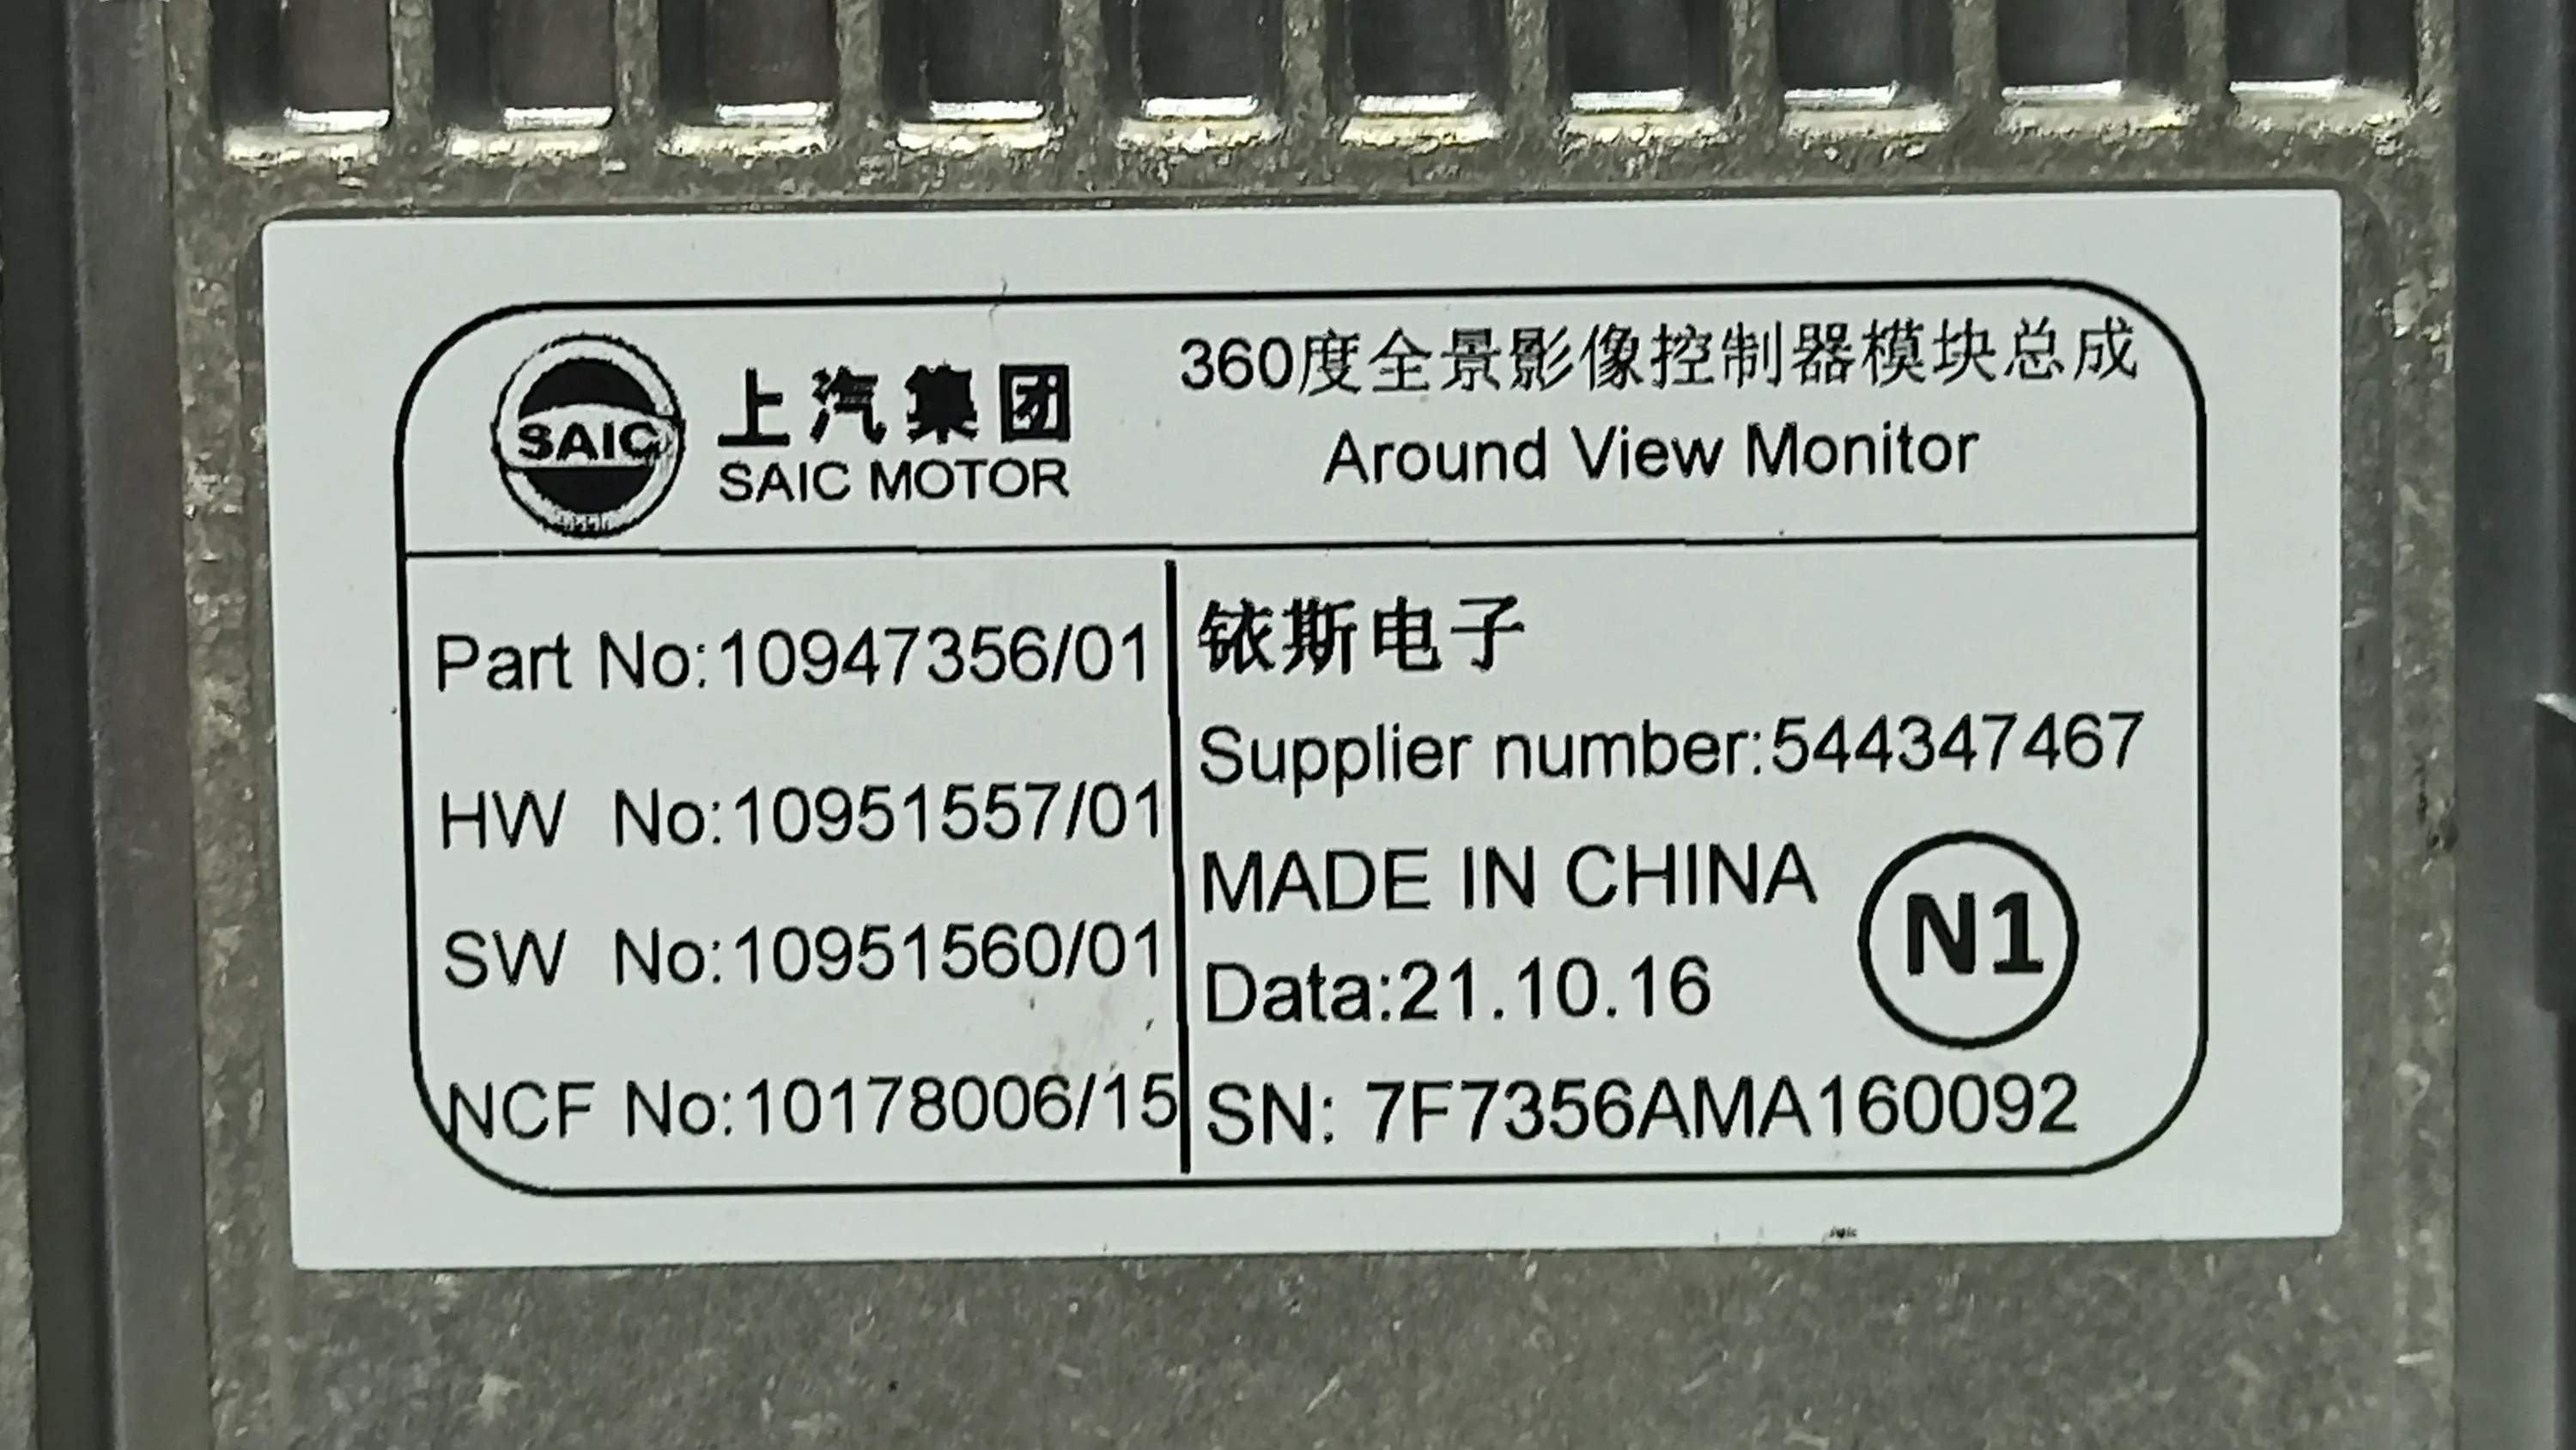 SAIC
上汽集团
SAIC MOTOR
360度全景影像控制器模块总成
Around View Monitor
Part No:10947356/01
HW No:10951557/01
SW No:10951560/01
NCF No:10178006/15
铱斯电子
Supplier number:544347467
MADE IN CHINA
Data:21.10.16
N1
SN: 7F7356AMA160092